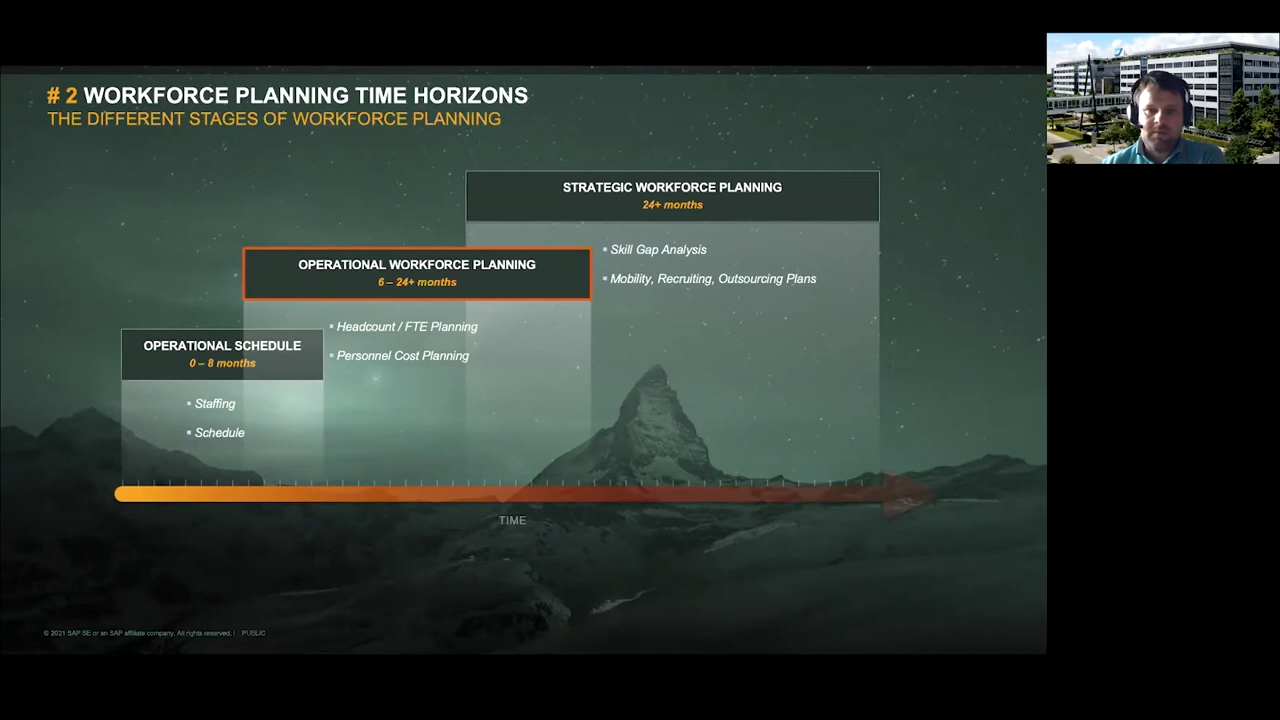 # 2 WORKFORCE PLANNING TIME HORIZONS
THE DIFFERENT STAGES OF WORKFORCE PLANNING
STRATEGIC WORKFORCE PLANNING
24+ months
▪ Skill Gap Analysis
▪ Mobility, Recruiting, Outsourcing Plans
OPERATIONAL WORKFORCE PLANNING
6 – 24+ months
▪ Headcount / FTE Planning
▪ Personnel Cost Planning
OPERATIONAL SCHEDULE
0 – 8 months
▪ Staffing
▪ Schedule
TIME
© 2021 SAP SE or an SAP affiliate company. All rights reserved. | PUBLIC